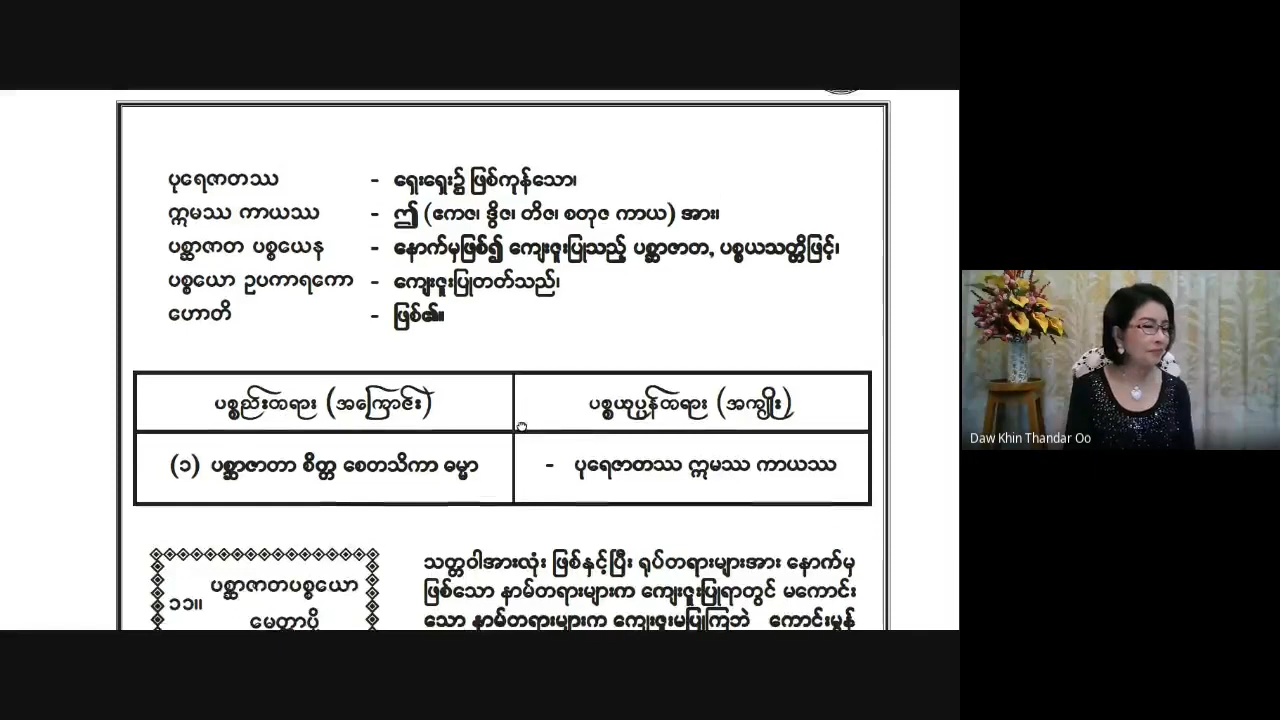 ပုရေဇာတဿ - ရှေးရှေး၌ ဖြစ်ကုန်သော၊
ဣမဿ ကာယဿ - ဤ (ဧကဇ၊ ဒွိဇ၊ တိဇ၊ စတုဇ ကာယ) အား၊
ပစ္ဆာဇာတ ပစ္စယေန - နောက်မှဖြစ်၍ ကျေးဇူးပြုသည့် ပစ္ဆာဇာတ, ပစ္စယသတ္တိဖြင့်၊
ပစ္စယော ဥပကာရကော - ကျေးဇူးပြုတတ်သည်၊
ဟောတိ - ဖြစ်၏။
ပစ္စည်းတရား (အကြောင်း) ပစ္စယုပ္ပန်တရား (အကျိုး)
(၁) ပစ္ဆာဇာတာ စိတ္တ စေတသိကာ ဓမ္မာ - ပုရေဇာတဿ ဣမဿ ကာယဿ
၁၁။ ပစ္ဆာဇာတပစ္စယော
မေတ္တာပို
သတ္တဝါအားလုံး ဖြစ်နှင့်ပြီး ရုပ်တရားများအား နောက်မှ
ဖြစ်သော နာမ်တရားများက ကျေးဇူးပြုရာတွင် မကောင်း
သော နာမ်တရားများက ကျေးဇူးမပြုကြဘဲ ကောင်းမွန်
Daw Khin Thandar Oo